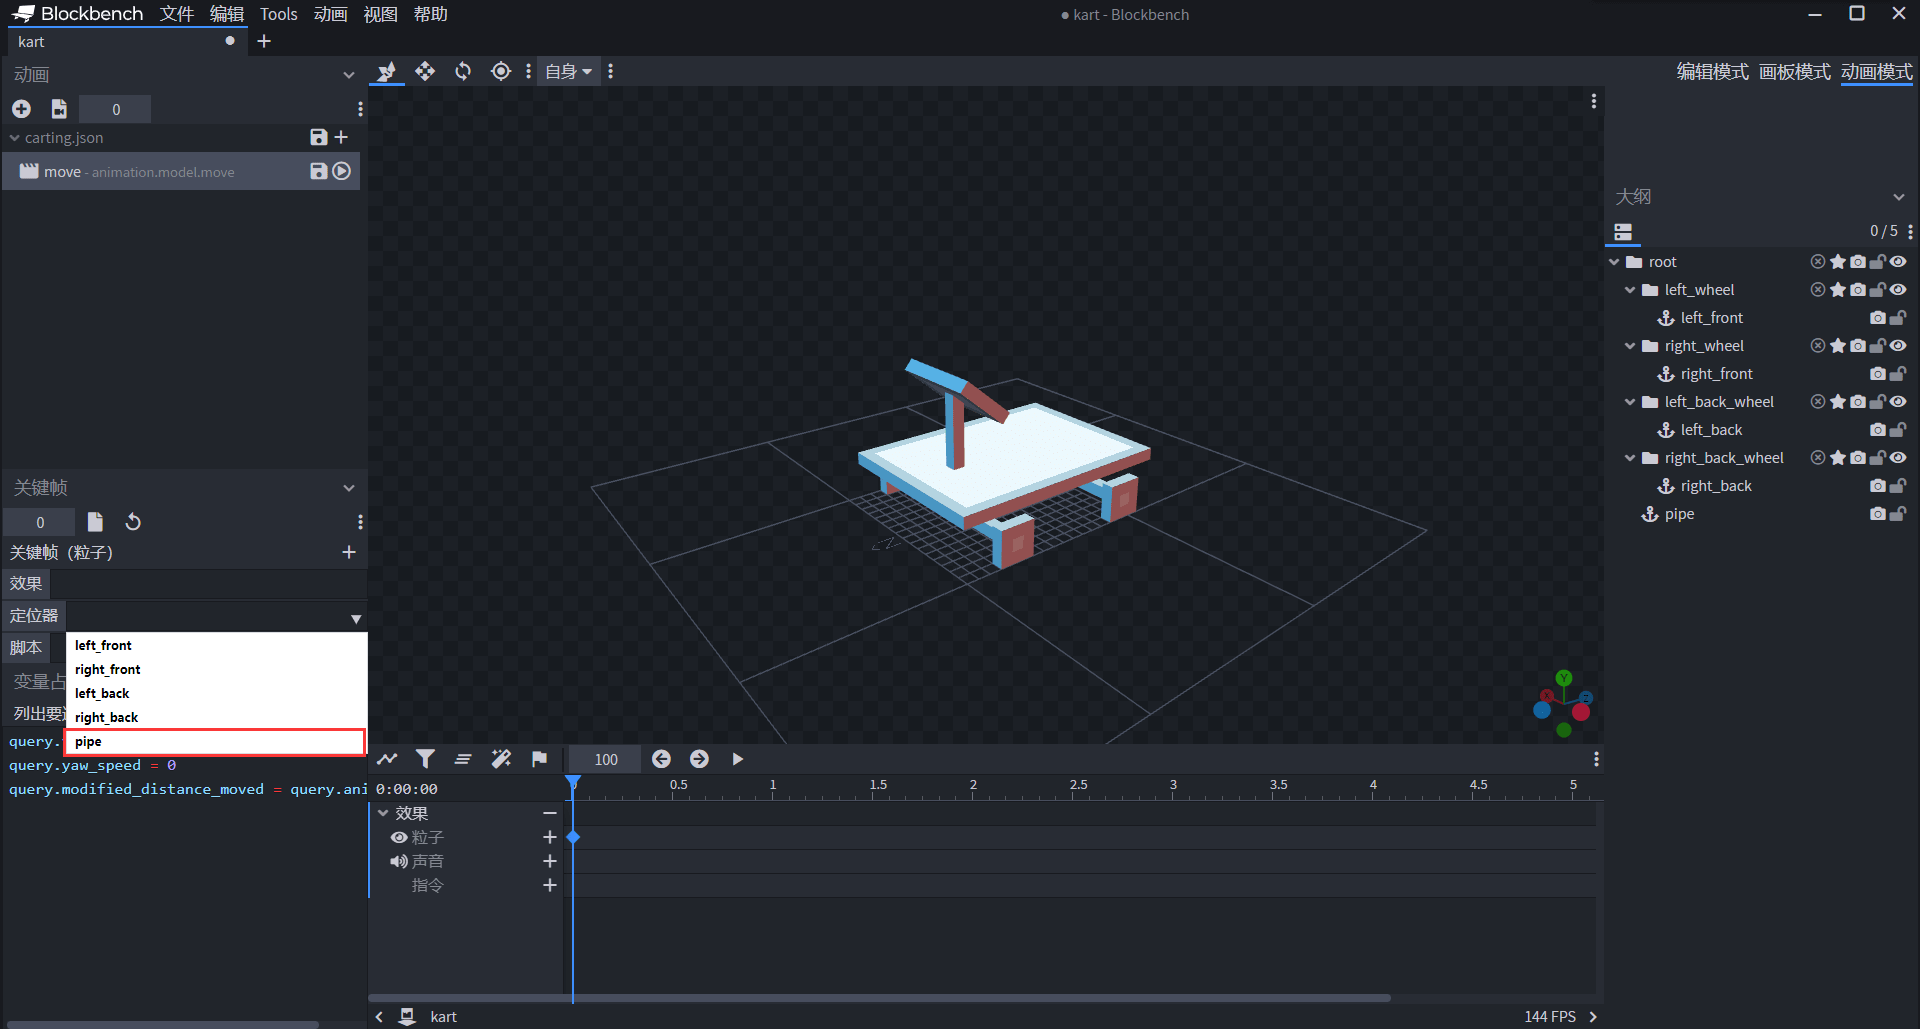 Blockbench 文件 编辑 Tools 动画 视图 帮助
● kart - Blockbench
kart
动画
自身
编辑模式 画板模式 动画模式
0
carting.json
move - animation.model.move
大纲
0 / 5
root
left_wheel
left_front
right_wheel
right_front
left_back_wheel
left_back
right_back_wheel
right_back
pipe
关键帧
0
关键帧 (粒子)
效果
定位器
脚本
left_front
right_front
left_back
right_back
pipe
变量占
列出要
query.
query.yaw_speed = 0
query.modified_distance_moved = query.ani
Y
X
Z
100
0:00:00
0 0.5 1 1.5 2 2.5 3 3.5 4 4.5 5
效果
粒子
声音
指令
kart
144 FPS